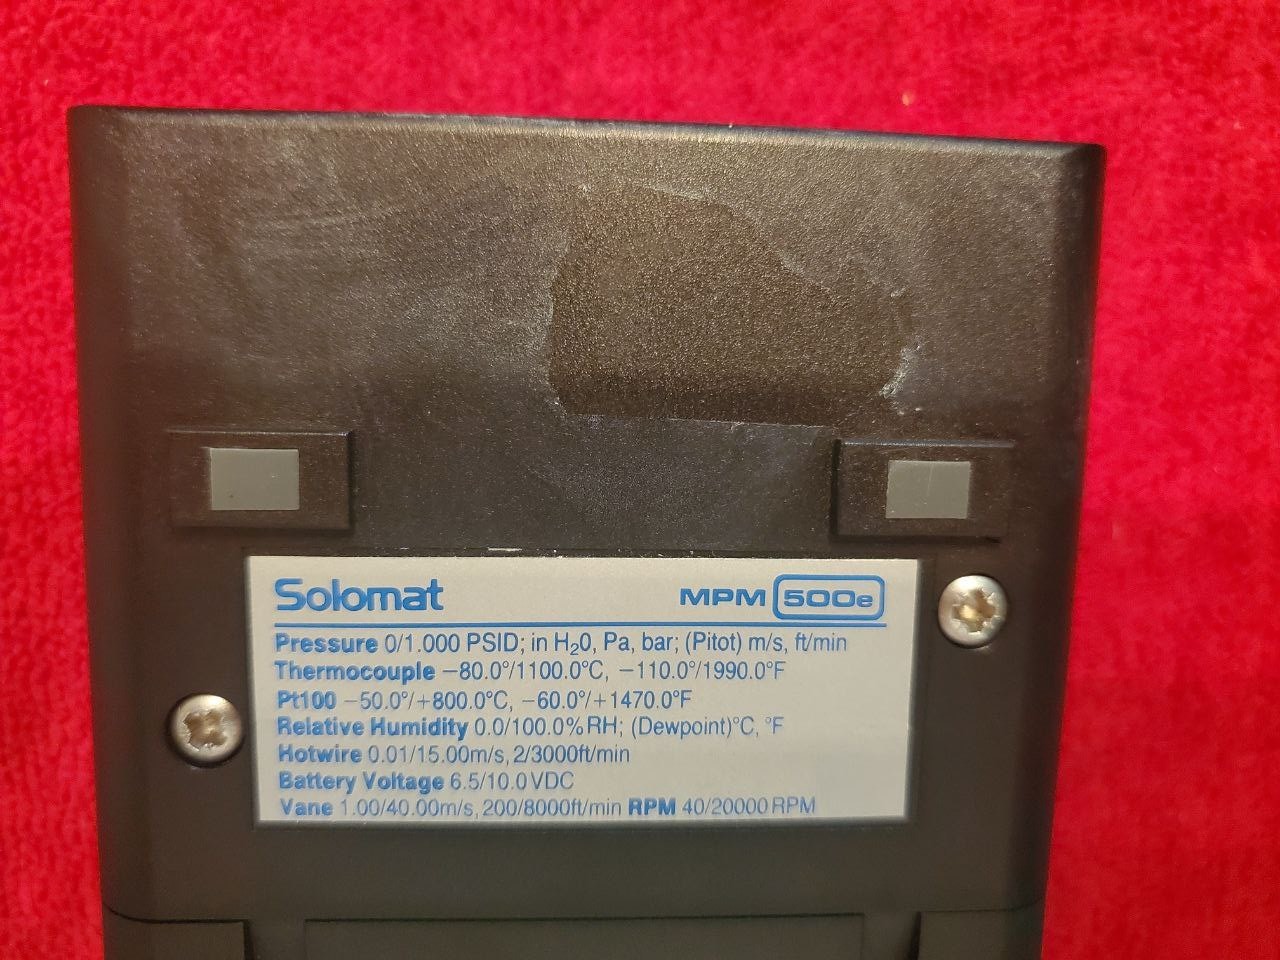 Solomat MPM 500e
Pressure 0/1.000 PSID; in H₂0, Pa, bar; (Pitot) m/s, ft/min
Thermocouple −80.0°/1100.0°C, −110.0°/1990.0°F
Pt100 −50.0°/+800.0°C, −60.0°/+1470.0°F
Relative Humidity 0.0/100.0% RH; (Dewpoint)°C, °F
Hotwire 0.01/15.00m/s, 2/3000ft/min
Battery Voltage 6.5/10.0VDC
Vane 1.00/40.00m/s, 200/8000ft/min RPM 40/20000RPM